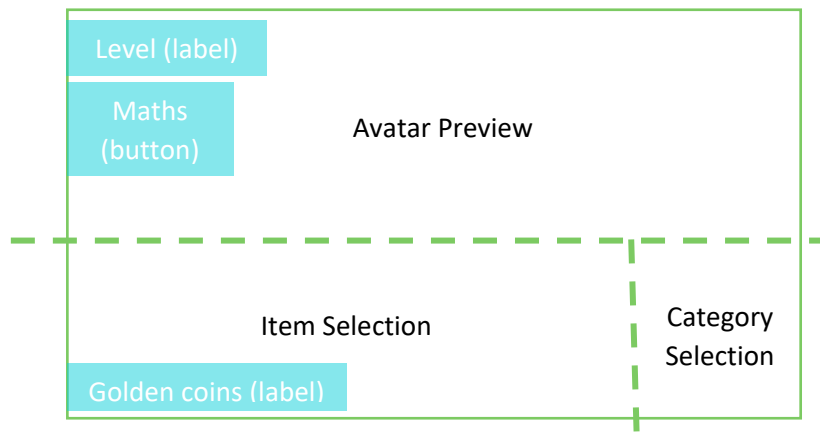 Level (label)
Maths
(button)
Avatar Preview
Item Selection
Category
Selection
Golden coins (label)